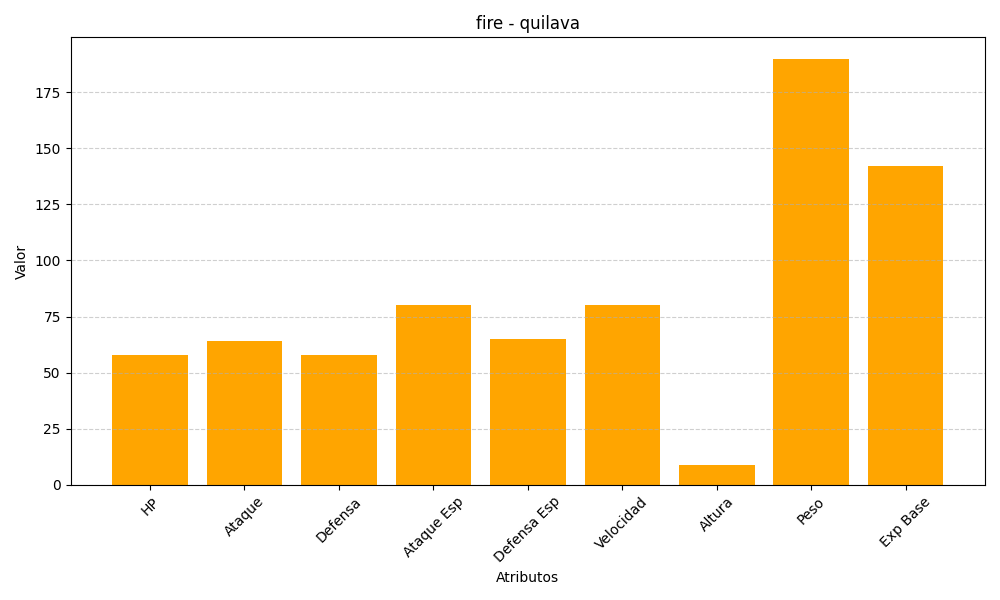 fire - quilava
Valor
175
150
125
100
75
50
25
0
HP
Ataque
Defensa
Ataque Esp
Defensa Esp
Velocidad
Altura
Peso
Exp Base
Atributos